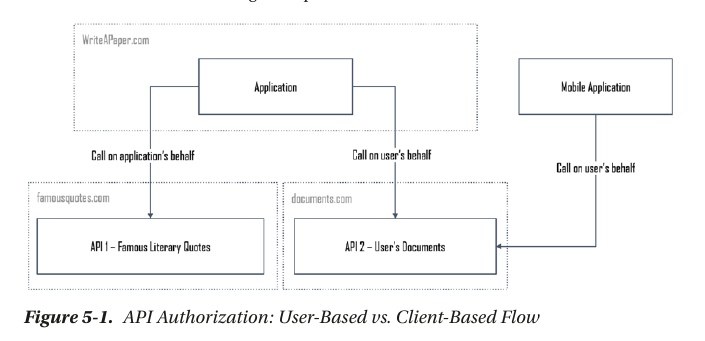 WriteAPaper.com
Application
Mobile Application
Call on application's behalf
Call on user's behalf
Call on user's behalf
famousquotes.com
documents.com
API 1 – Famous Literary Quotes
API 2 – User's Documents
Figure 5-1. API Authorization: User-Based vs. Client-Based Flow